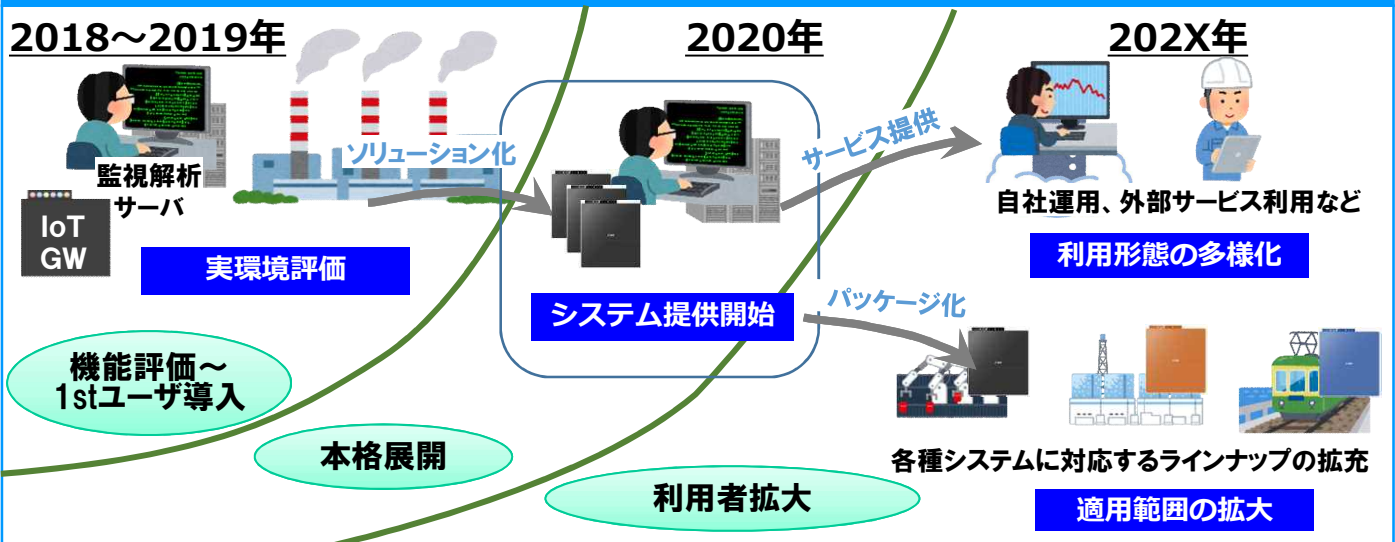 2018～2019年
監視解析
サーバ
IoT
GW
実環境評価
機能評価～
1stユーザ導入
ソリューション化
2020年
システム提供開始
本格展開
サービス提供
パッケージ化
202X年
自社運用、外部サービス利用など
利用形態の多様化
各種システムに対応するラインナップの拡充
適用範囲の拡大
利用者拡大